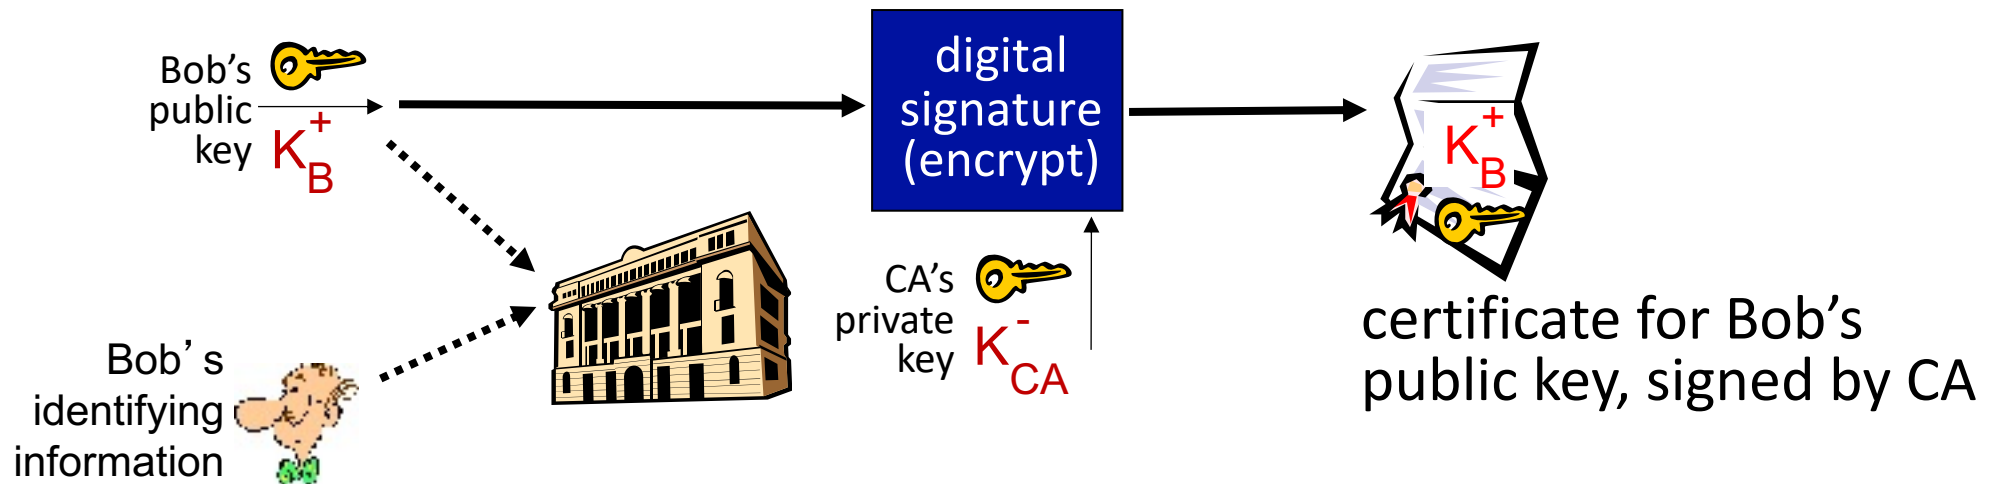 Bob's
public
key
K+B
digital
signature
(encrypt)
K+B
CA's
private
key
K-CA
certificate for Bob's
public key, signed by CA
Bob's
identifying
information